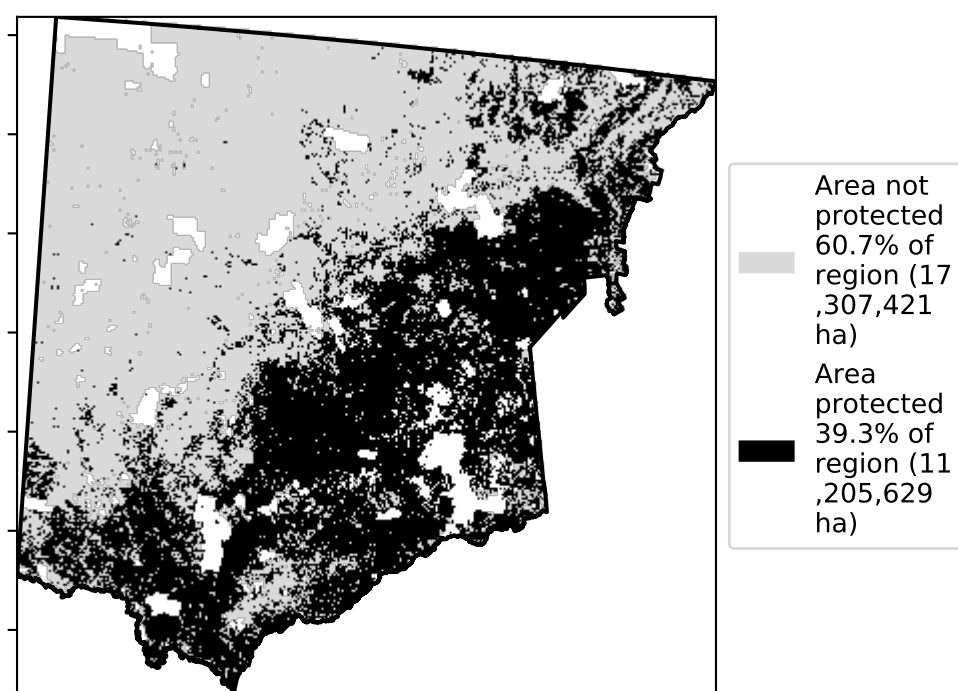 Area not
protected
60.7% of
region (17
,307,421
ha)
Area
protected
39.3% of
region (11
,205,629
ha)